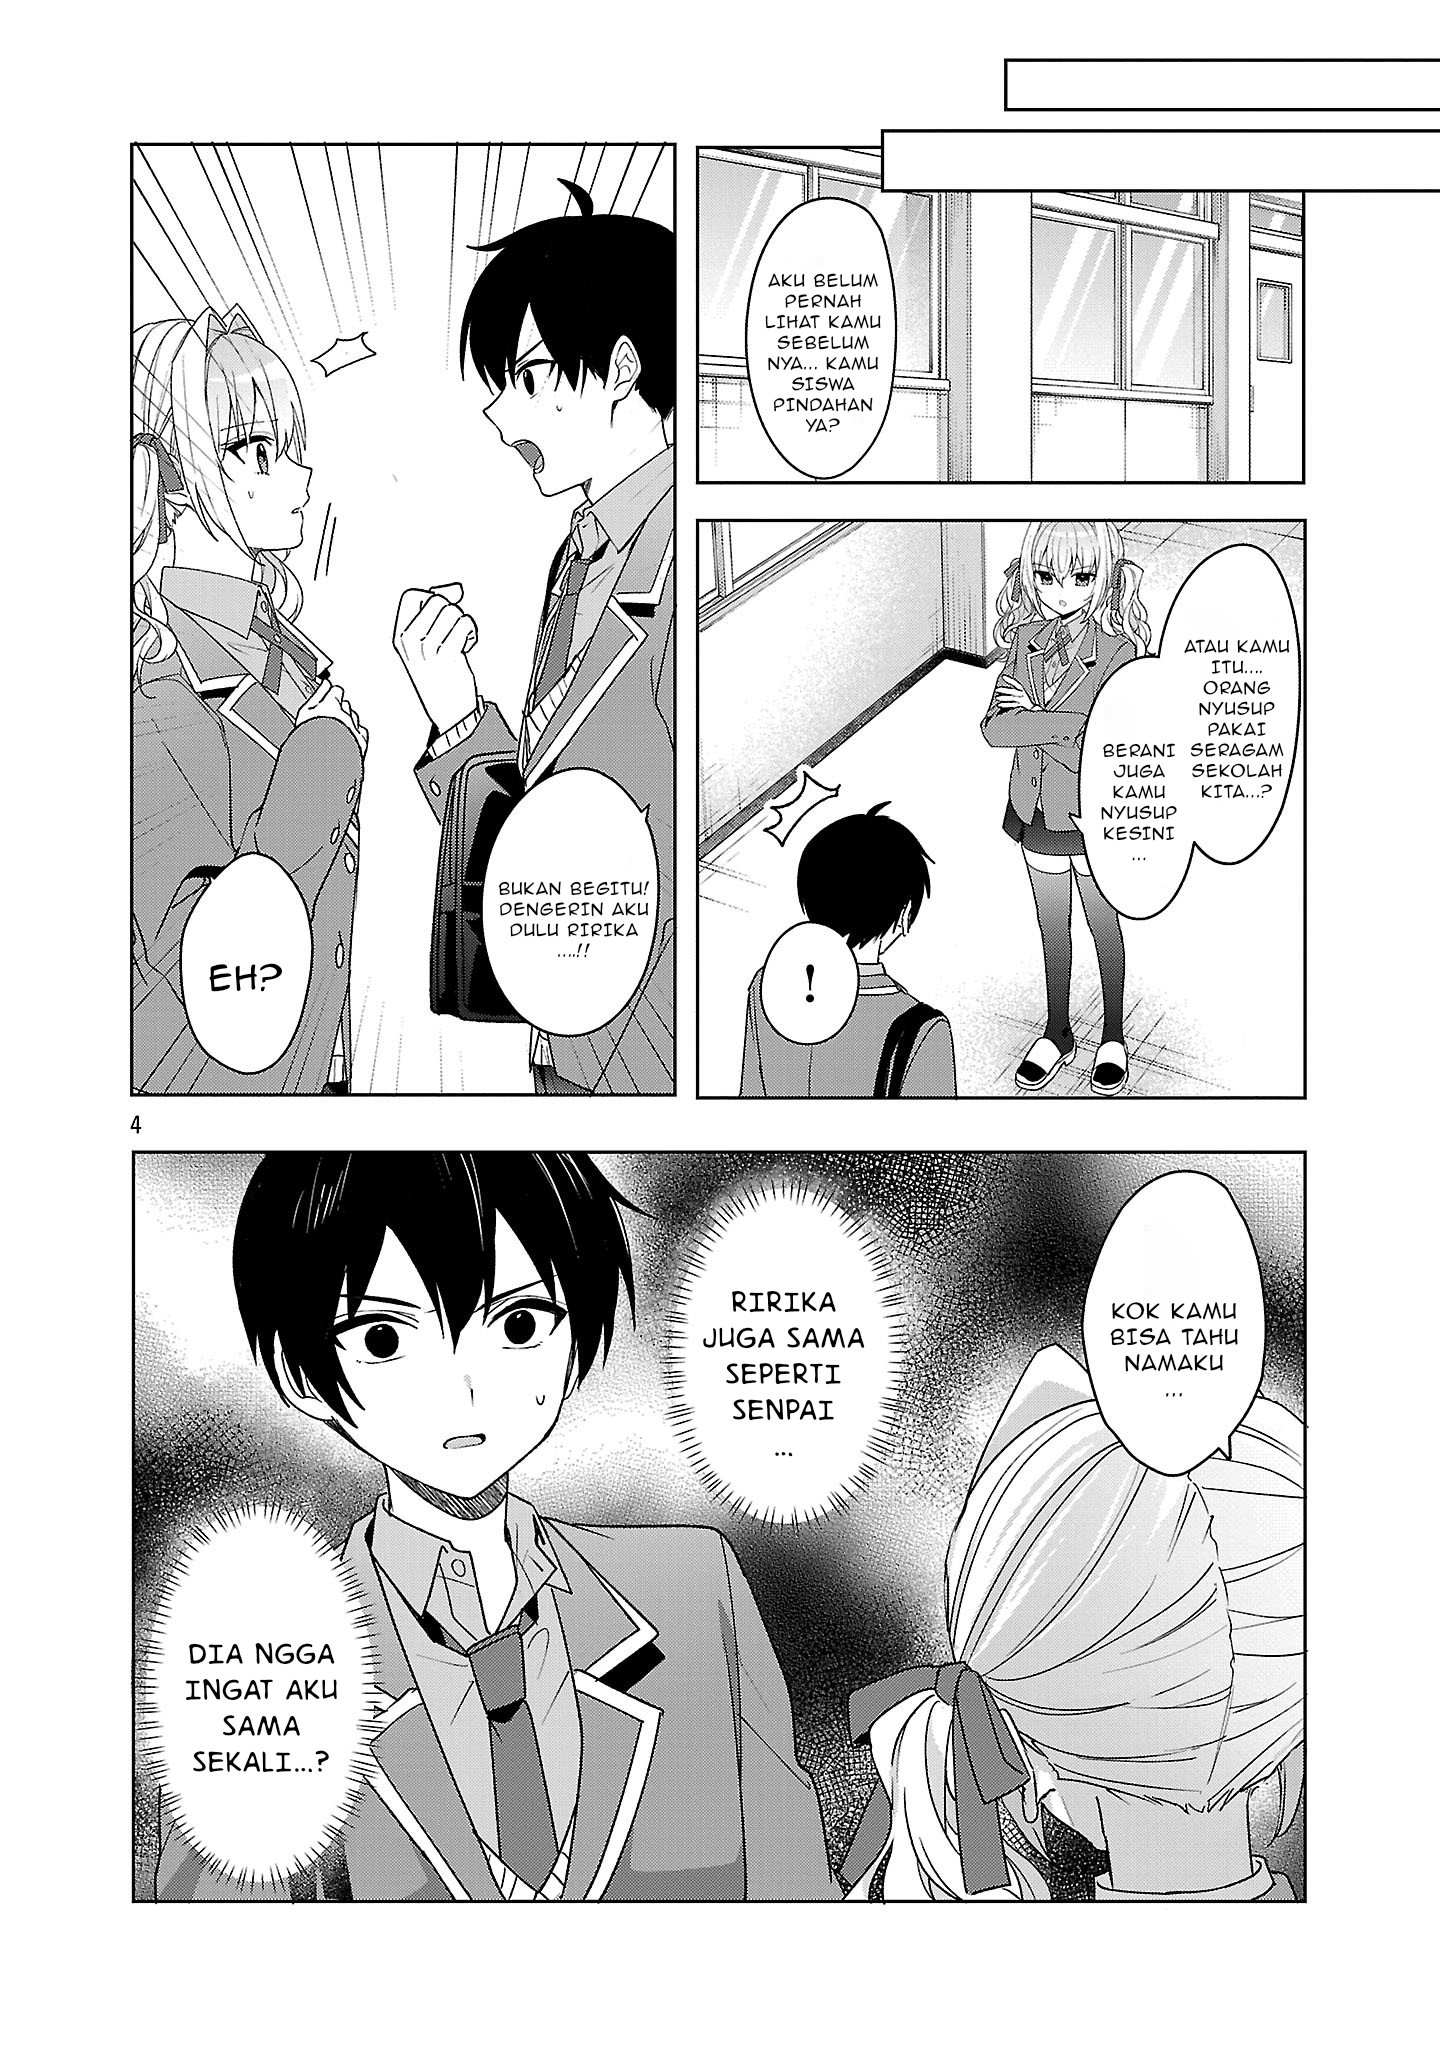 AKU BELUM
PERNAH
LIHAT KAMU
SEBELUM
NYA... KAMU
SISWA
PINDAHAN
YA?
ATAU KAMU
ITU....
ORANG
NYUSUP
PAKAI
SERAGAM
SEKOLAH
KITA...?
BERANI
JUGA
KAMU
NYUSUP
KESINI
...
!
BUKAN BEGITU!
DENGERIN AKU
DULU RIRIKA
....!!
EH?
4
KOK KAMU
BISA TAHU
NAMAKU
...
RIRIKA
JUGA SAMA
SEPERTI
SENPAI
...
DIA NGGA
INGAT AKU
SAMA
SEKALI...?